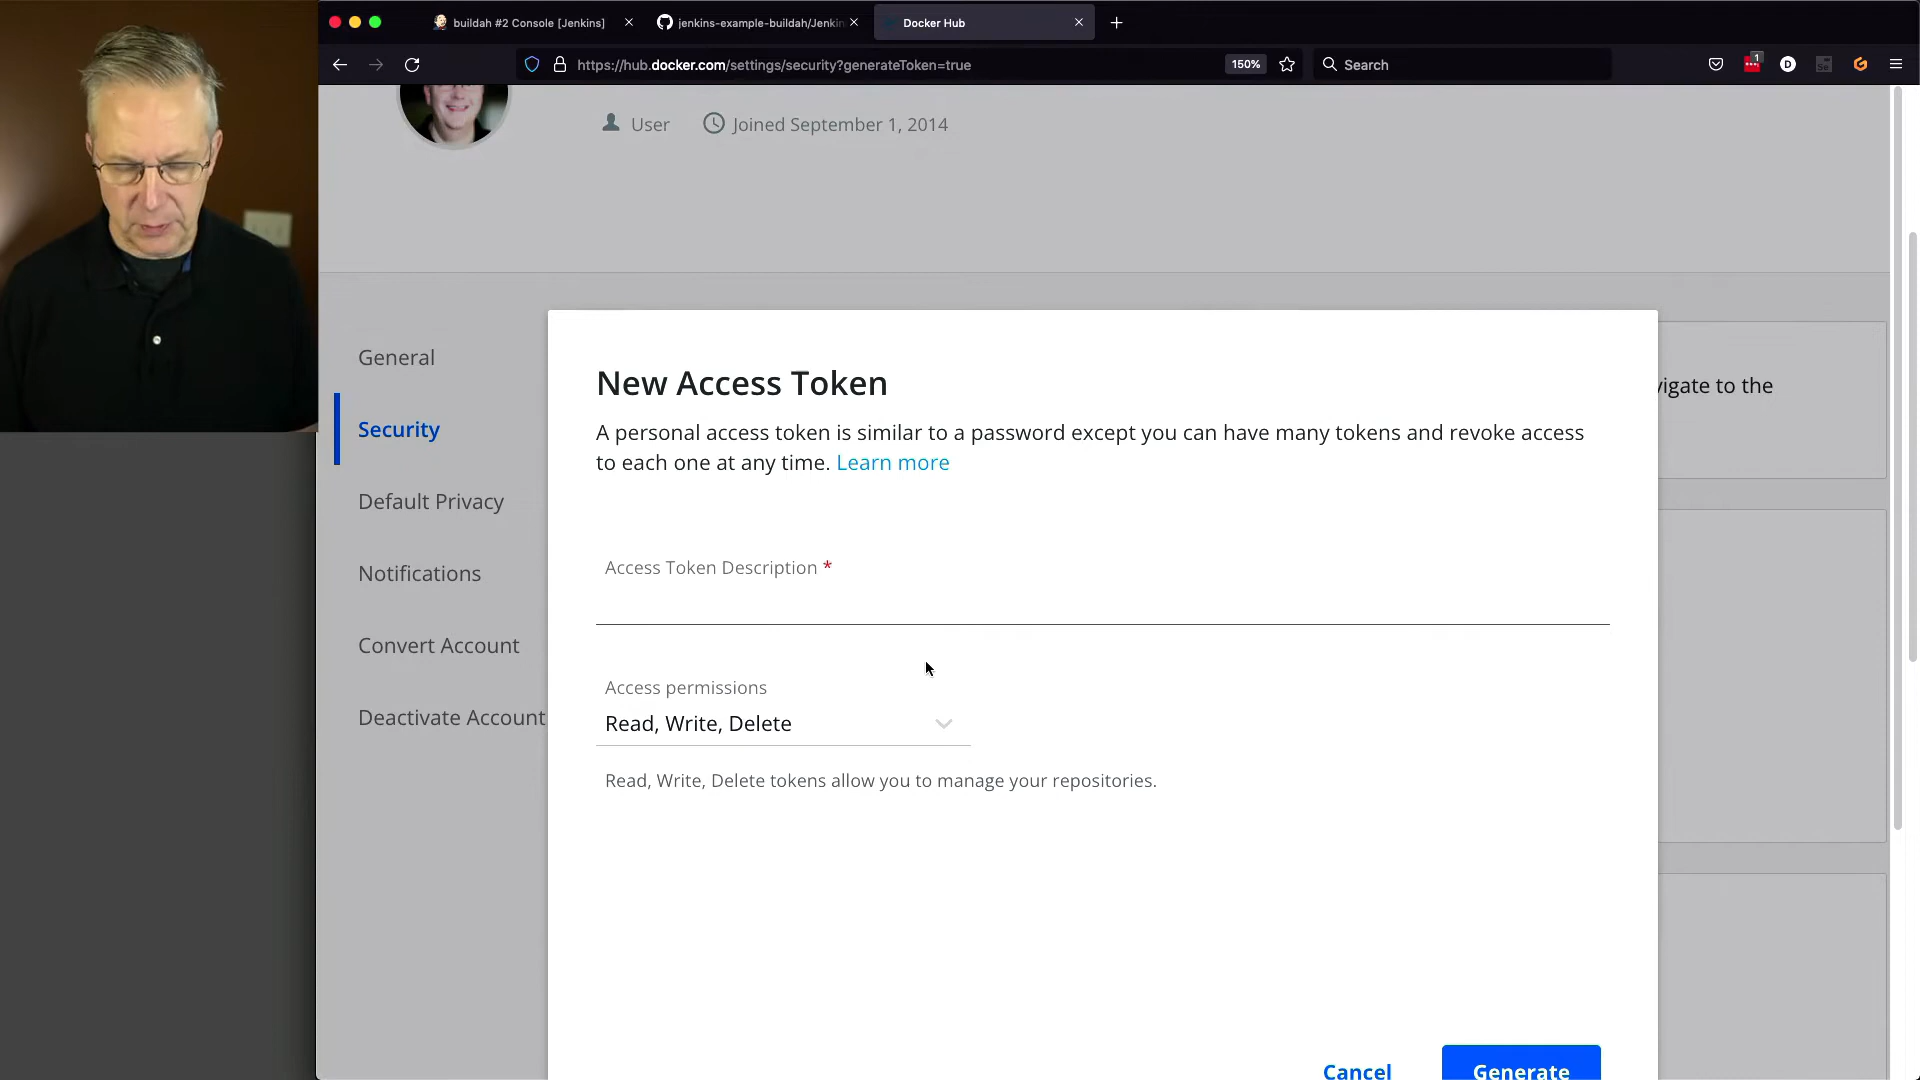 buildah #2 Console [Jenkins]
jenkins-example-buildah/Jenkin
Docker Hub
https://hub.docker.com/settings/security?generateToken=true
150%
Search
1
D
User
Joined September 1, 2014
General
Security
Default Privacy
Notifications
Convert Account
Deactivate Account
vigate to the
New Access Token
A personal access token is similar to a password except you can have many tokens and revoke access
to each one at any time. Learn more
Access Token Description *
Access permissions
Read, Write, Delete
Read, Write, Delete tokens allow you to manage your repositories.
Cancel
Generate